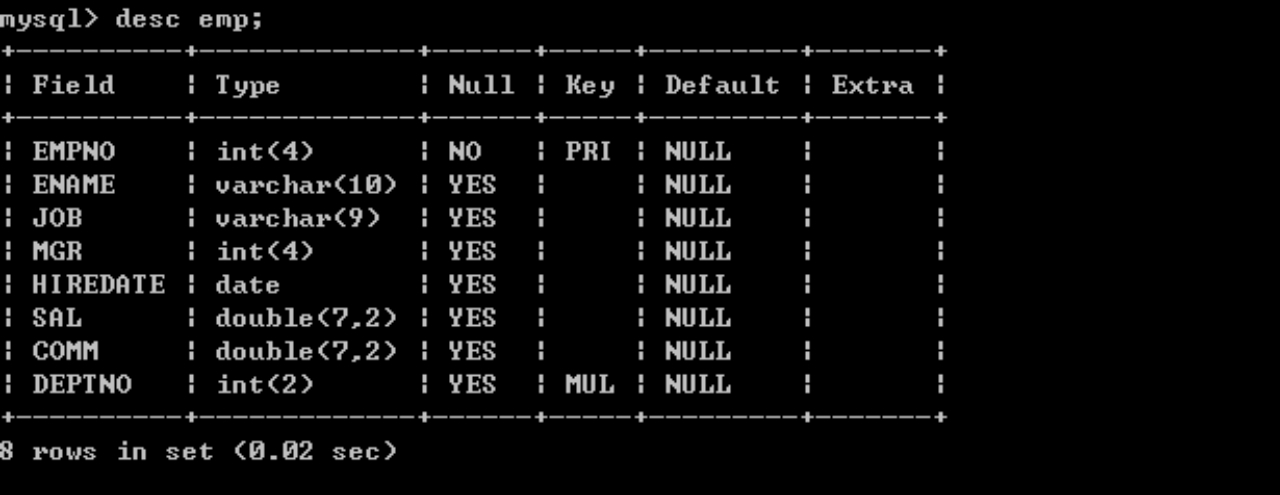 mysql> desc emp;
+----------+-------------+------+-----+---------+-------+
| Field    | Type        | Null | Key | Default | Extra |
+----------+-------------+------+-----+---------+-------+
| EMPNO    | int(4)      | NO   | PRI | NULL    |       |
| ENAME    | varchar(10) | YES  |     | NULL    |       |
| JOB      | varchar(9)  | YES  |     | NULL    |       |
| MGR      | int(4)      | YES  |     | NULL    |       |
| HIREDATE | date        | YES  |     | NULL    |       |
| SAL      | double(7,2) | YES  |     | NULL    |       |
| COMM     | double(7,2) | YES  |     | NULL    |       |
| DEPTNO   | int(2)      | YES  | MUL | NULL    |       |
+----------+-------------+------+-----+---------+-------+
8 rows in set (0.02 sec)